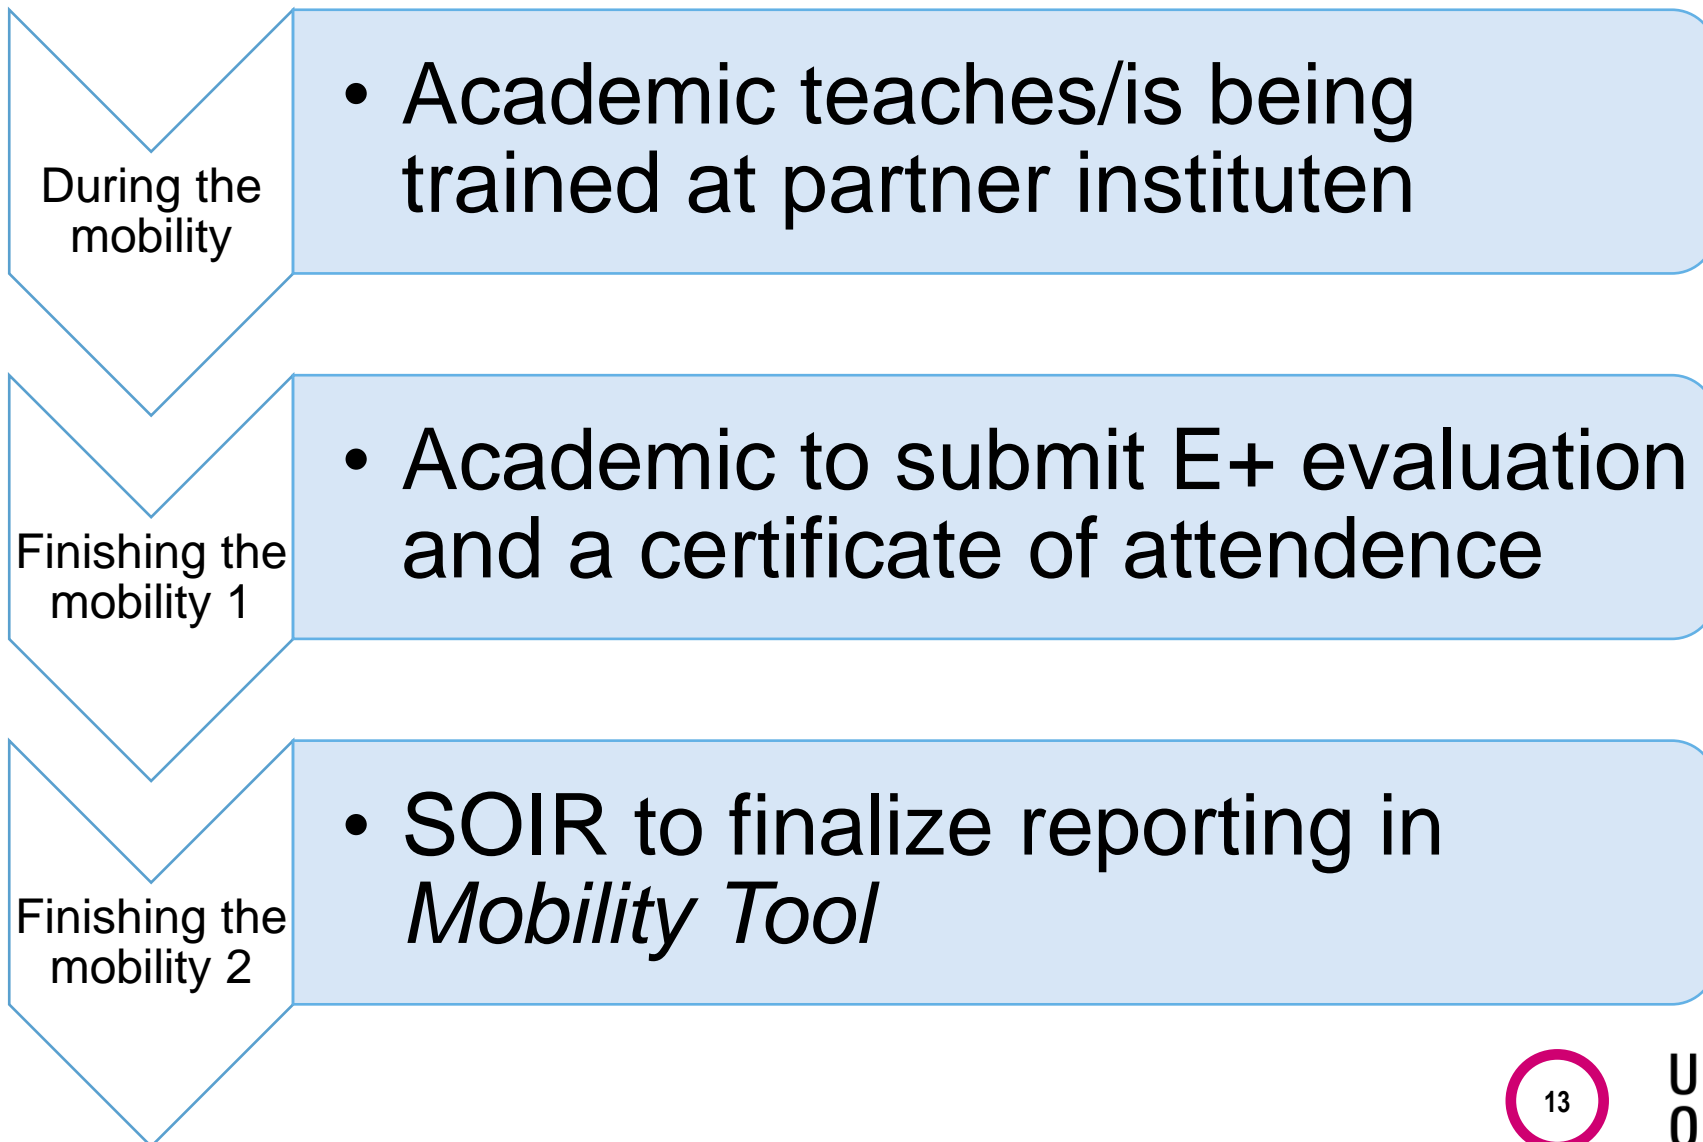 During the
mobility
• Academic teaches/is being
trained at partner instituten
Finishing the
mobility 1
• Academic to submit E+ evaluation
and a certificate of attendence
Finishing the
mobility 2
• SOIR to finalize reporting in
Mobility Tool
13
U
O